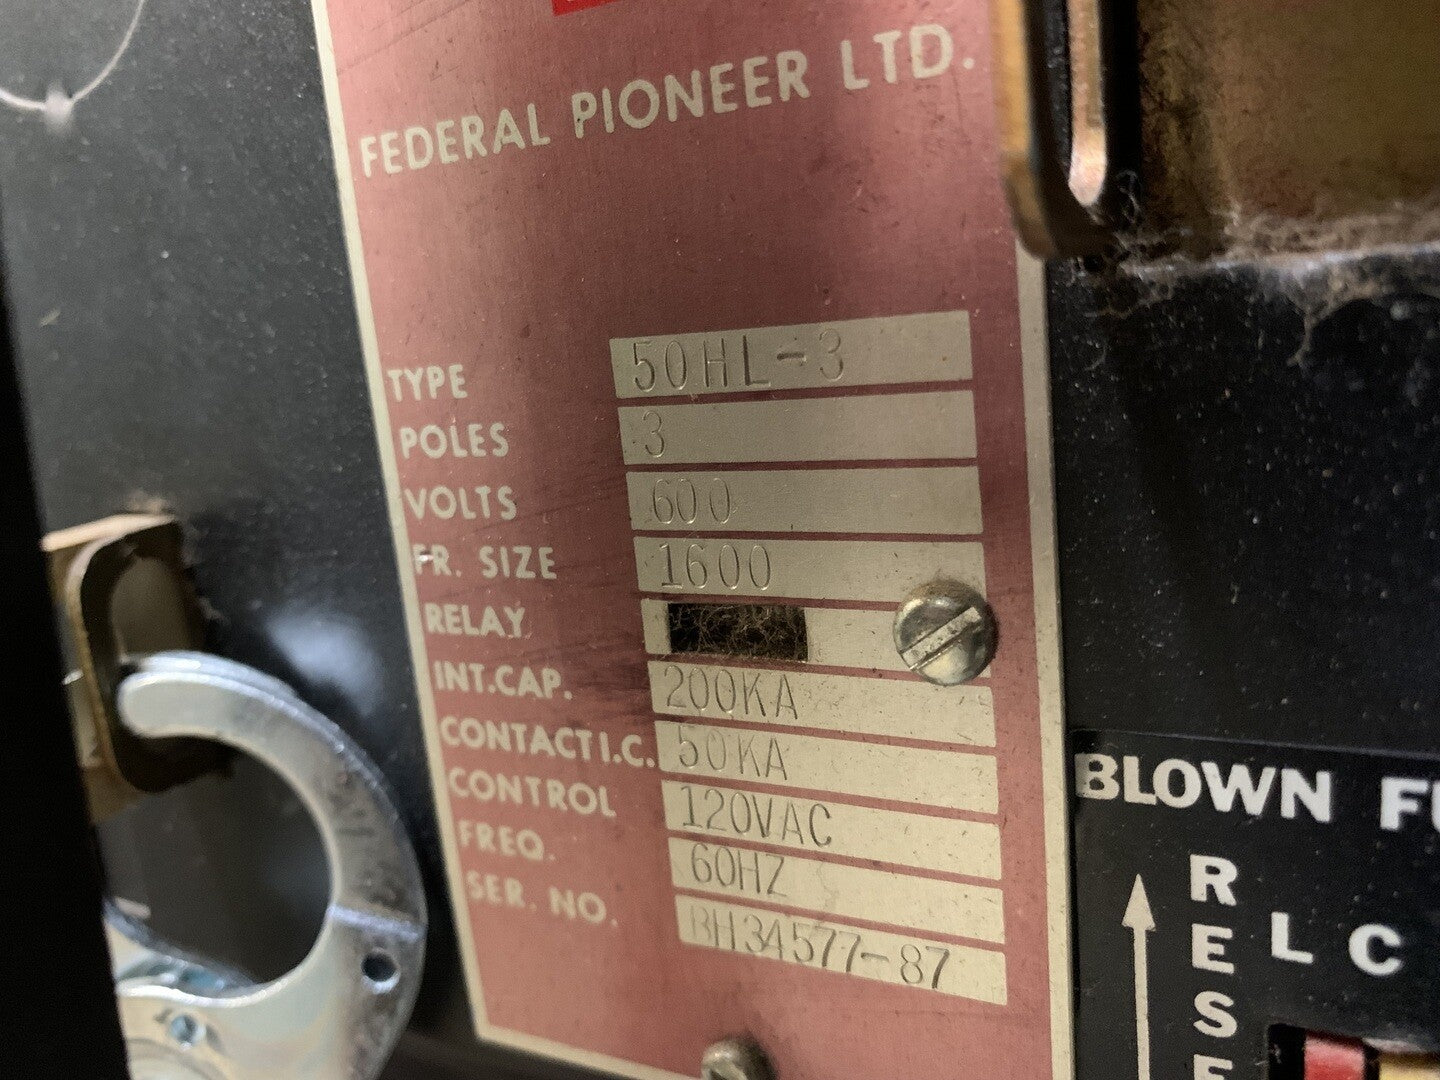 FEDERAL PIONEER LTD.
TYPE 50HL-3
POLES 3
VOLTS 600
FR. SIZE 1600
RELAY
INT.CAP. 200KA
CONTACT I.C. 50KA
CONTROL 120VAC
FREQ. 60HZ
SER. NO. BH34577-87
BLOWN
RESE
L C